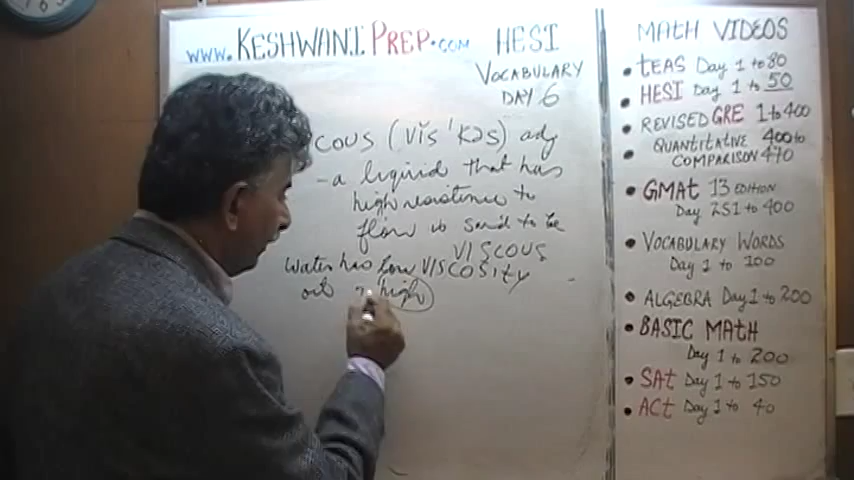 www.KESHWANIPREP.com HESI
VOCABULARY
DAY 6
COUS (vĭs'kəs) adj
- a liquid that has
high resistence to
flow is said to be
VISCOUS
Water has low VISCOSITY
oil " high
MATH VIDEOS
• TEAS Day 1 to 80
• HESI Day 1 to 50
• REVISED GRE 1 to 400
• QUANTITATIVE 400 to
COMPARISON 470
• GMAT 13 EDITION
Day 251 to 400
• VOCABULARY WORDS
Day 1 to 100
• ALGEBRA Day 1 to 200
• BASIC MATH
Day 1 to 200
• SAT Day 1 to 150
• ACT Day 1 to 40